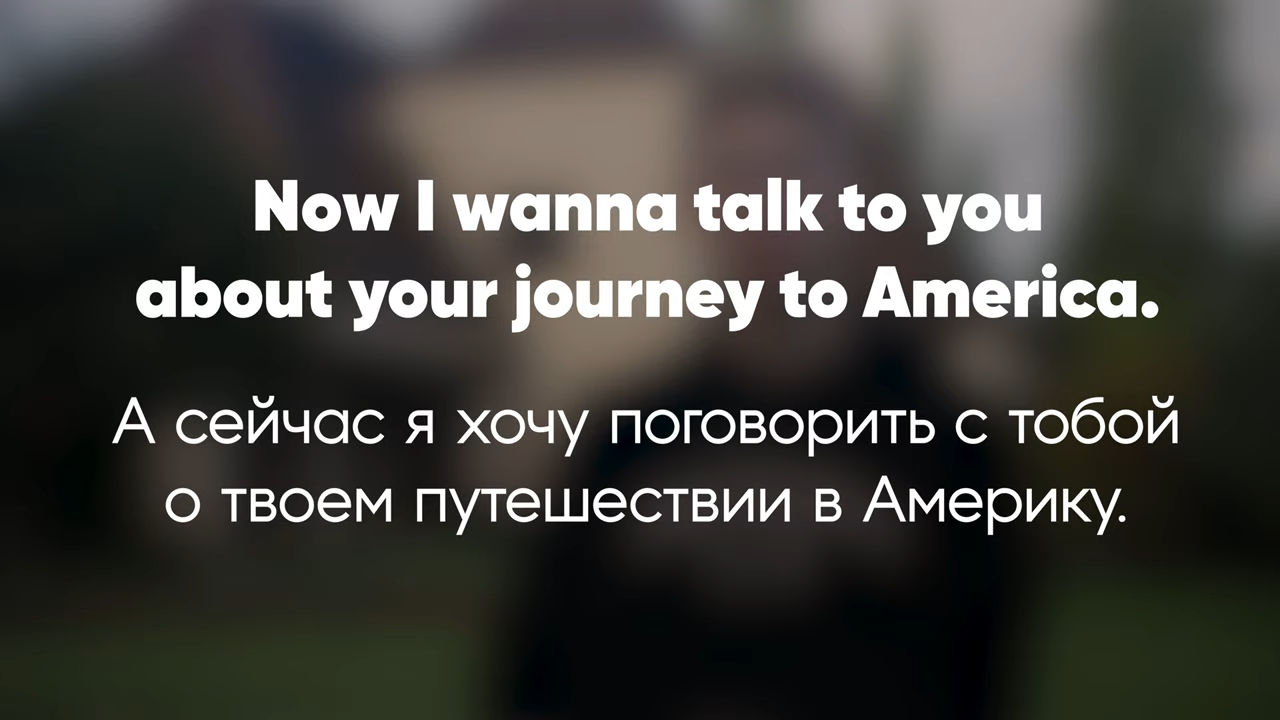 Now I wanna talk to you
about your journey to America.
А сейчас я хочу поговорить с тобой
о твоем путешествии в Америку.